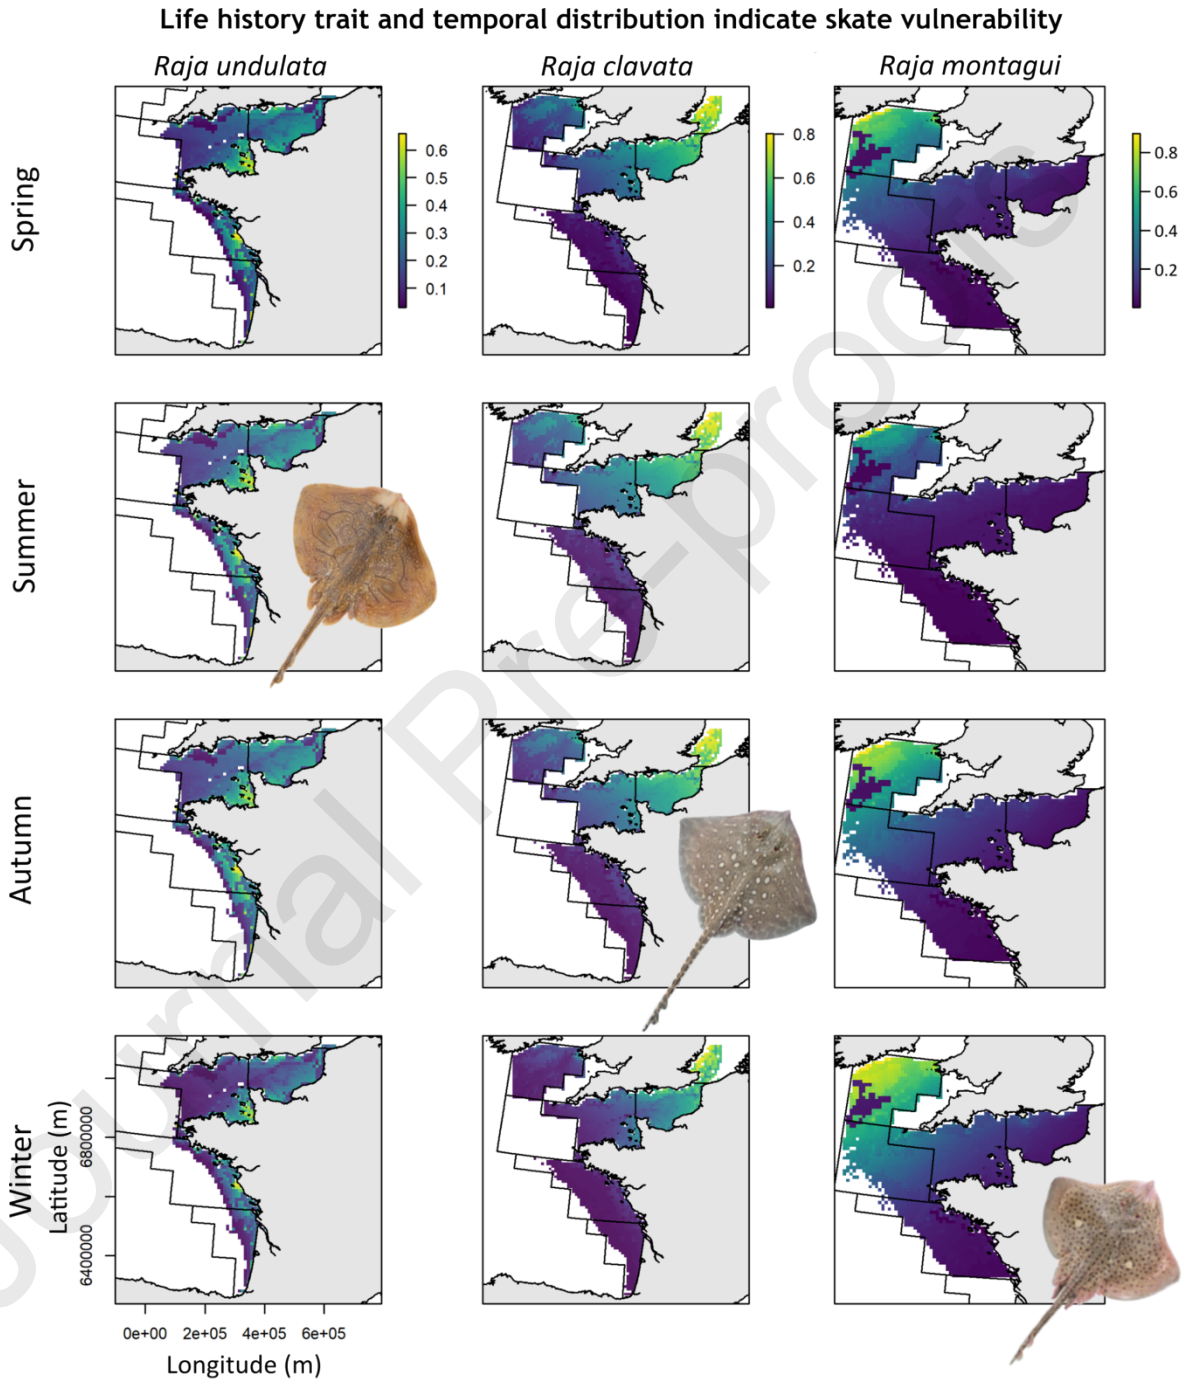 Life history trait and temporal distribution indicate skate vulnerability
Raja undulata
Raja clavata
Raja montagui
Spring
0.6
0.5
0.4
0.3
0.2
0.1
0.8
0.6
0.4
0.2
0.8
0.6
0.4
0.2
Summer
Autumn
Winter
Latitude (m)
6800000
6400000
0e+00 2e+05 4e+05 6e+05
Longitude (m)
Journal Pre-proofs